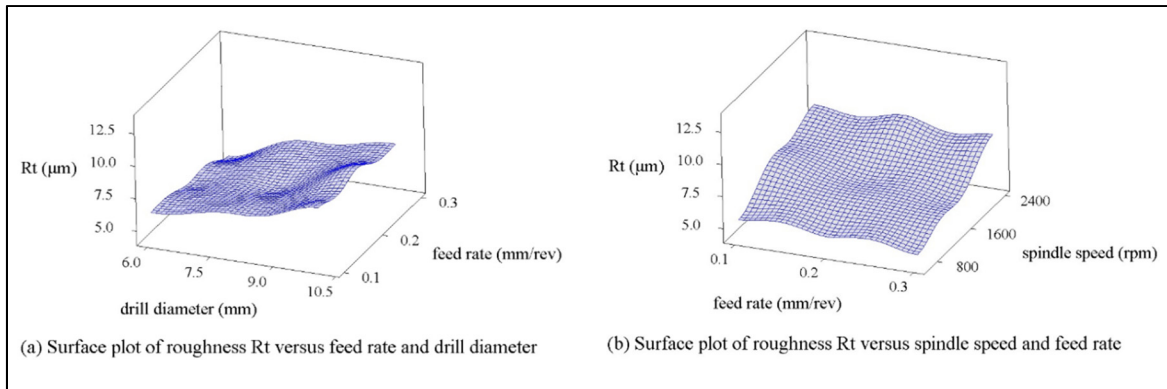 12.5
Rt (μm)
10.0
7.5
5.0
6.0
7.5
9.0
10.5
0.1
0.2
0.3
feed rate (mm/rev)
drill diameter (mm)
(a) Surface plot of roughness Rt versus feed rate and drill diameter
12.5
Rt (μm)
10.0
7.5
5.0
0.1
0.2
0.3
800
1600
2400
spindle speed (rpm)
feed rate (mm/rev)
(b) Surface plot of roughness Rt versus spindle speed and feed rate